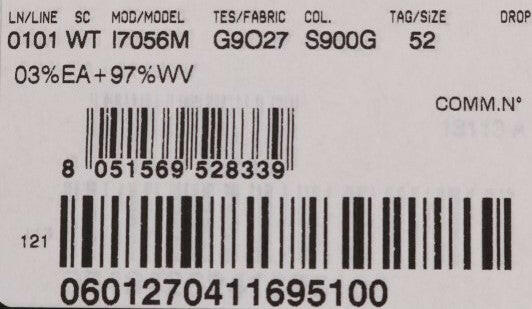 LN/LINE SC MOD/MODEL TES/FABRIC COL. TAG/SIZE DROP
0101 WT I7056M G9O27 S900G 52
03%EA+97%WV
COMM.N°
8 051569 528339
121
0601270411695100